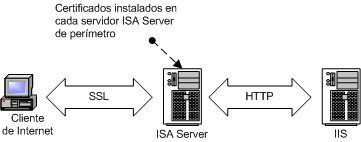 Certificados instalados en
cada servidor ISA Server
de perímetro
SSL
HTTP
Cliente
de Internet
ISA Server
IIS